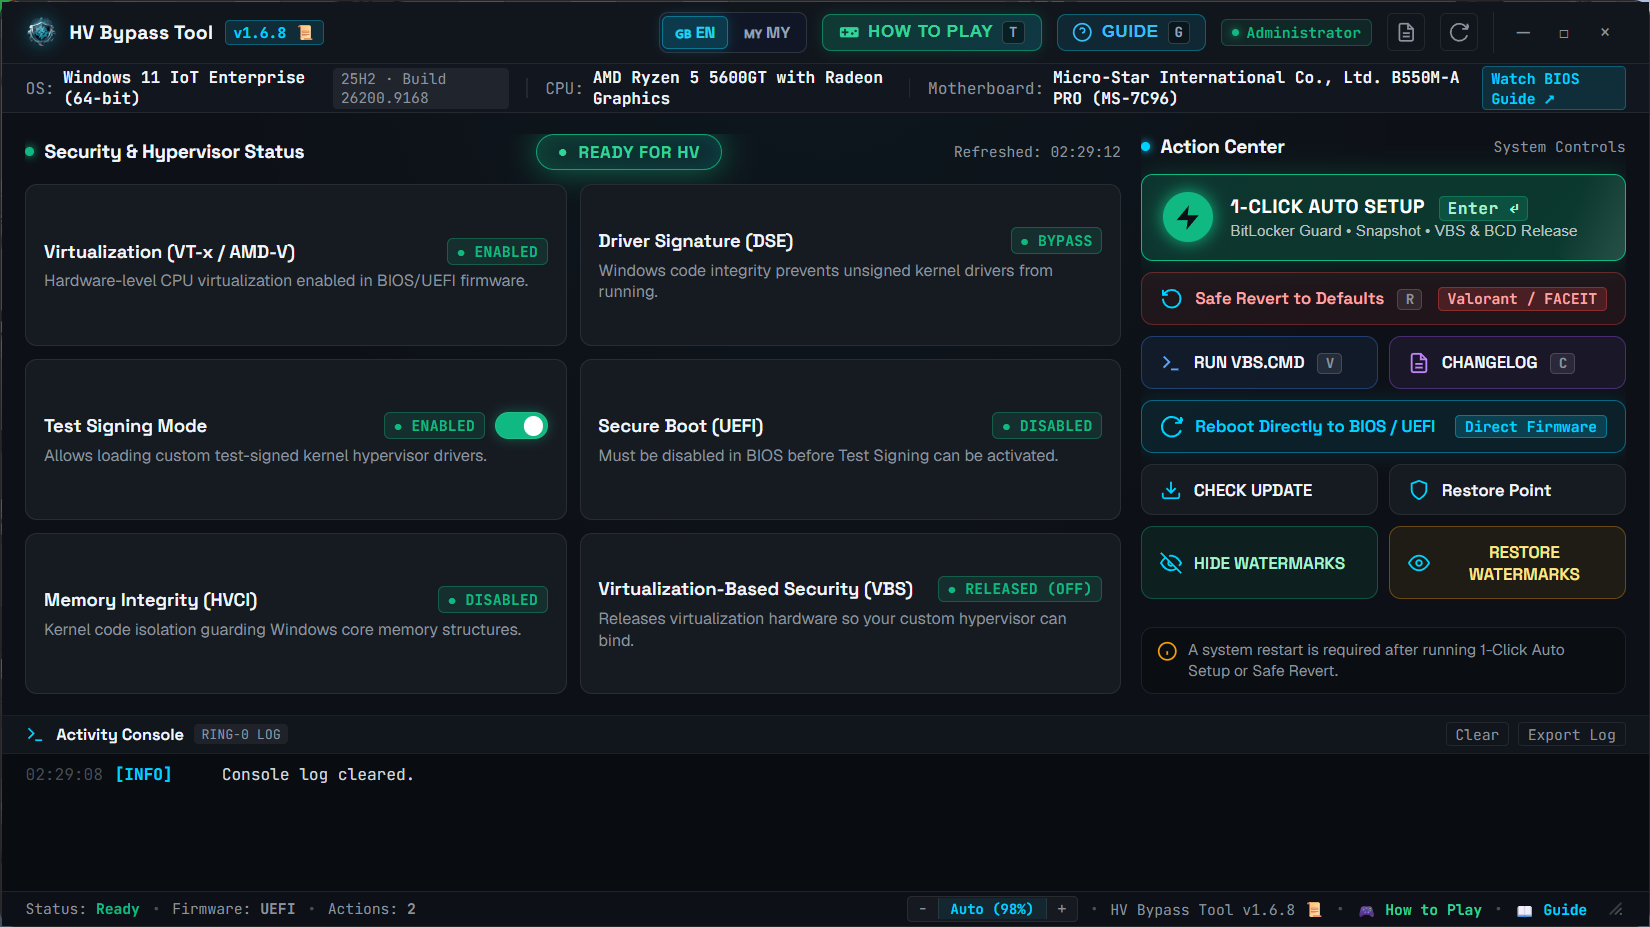 HV Bypass Tool v1.6.8
GB EN
MY MY
HOW TO PLAY T
GUIDE G
Administrator
OS: Windows 11 IoT Enterprise (64-bit)
25H2 · Build 26200.9168
CPU: AMD Ryzen 5 5600GT with Radeon Graphics
Motherboard: Micro-Star International Co., Ltd. B550M-A PRO (MS-7C96)
Watch BIOS Guide ↗
Security & Hypervisor Status
READY FOR HV
Refreshed: 02:29:12
Virtualization (VT-x / AMD-V) ENABLED
Hardware-level CPU virtualization enabled in BIOS/UEFI firmware.
Driver Signature (DSE) BYPASS
Windows code integrity prevents unsigned kernel drivers from
running.
Test Signing Mode ENABLED
Allows loading custom test-signed kernel hypervisor drivers.
Secure Boot (UEFI) DISABLED
Must be disabled in BIOS before Test Signing can be activated.
Memory Integrity (HVCI) DISABLED
Kernel code isolation guarding Windows core memory structures.
Virtualization-Based Security (VBS) RELEASED (OFF)
Releases virtualization hardware so your custom hypervisor can
bind.
Action Center
System Controls
1-CLICK AUTO SETUP Enter ↵
BitLocker Guard • Snapshot • VBS & BCD Release
Safe Revert to Defaults R Valorant / FACEIT
RUN VBS.CMD V
CHANGELOG C
Reboot Directly to BIOS / UEFI Direct Firmware
CHECK UPDATE
Restore Point
HIDE WATERMARKS
RESTORE
WATERMARKS
A system restart is required after running 1-Click Auto
Setup or Safe Revert.
Activity Console RING-0 LOG
Clear
Export Log
02:29:08 [INFO] Console log cleared.
Status: Ready • Firmware: UEFI • Actions: 2
- Auto (98%) +
• HV Bypass Tool v1.6.8 • How to Play • Guide